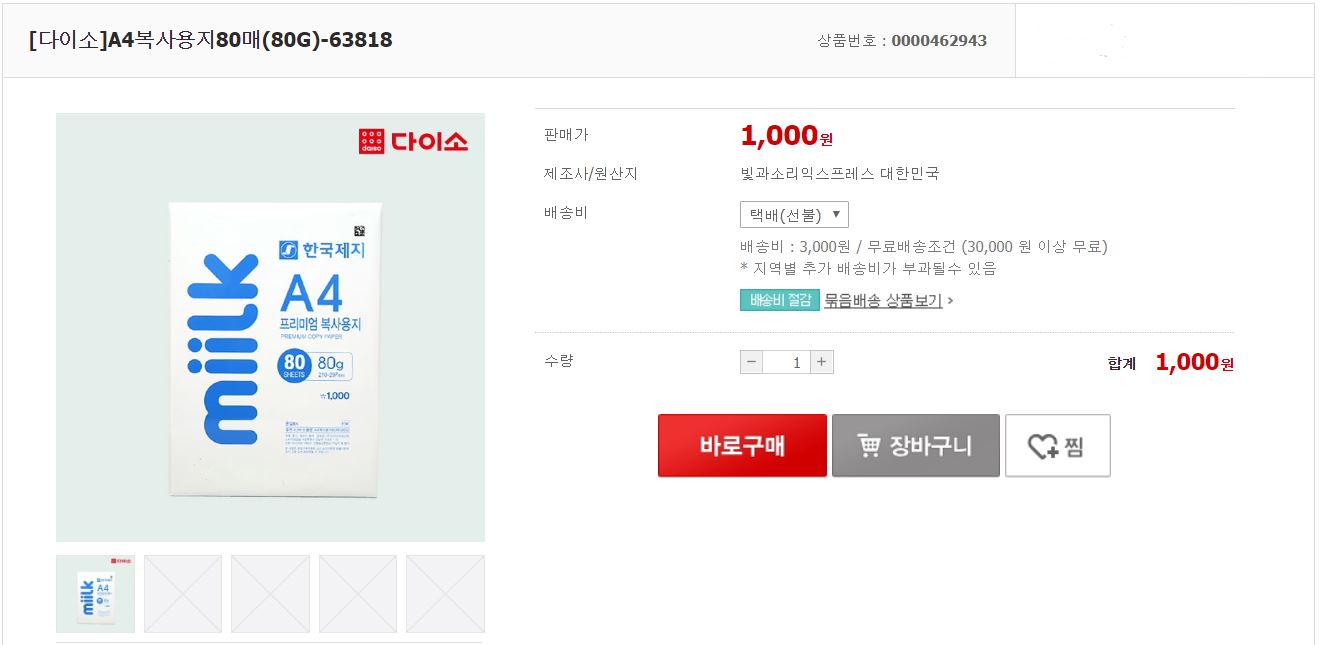 [다이소]A4복사용지80매(80G)-63818
상품번호 : 0000462943
daiso 다이소
한국제지
milk
A4
프리미엄 복사용지
PREMIUM COPY PAPER
80 SHEETS
80g
210×297mm
₩1,000
판매가
1,000원
제조사/원산지
빛과소리익스프레스 대한민국
배송비
택배(선불) ▼
배송비 : 3,000원 / 무료배송조건 (30,000 원 이상 무료)
* 지역별 추가 배송비가 부과될수 있음
배송비 절감 묶음배송 상품보기 >
수량
− 1 +
합계 1,000원
바로구매
장바구니
찜
milk
A4